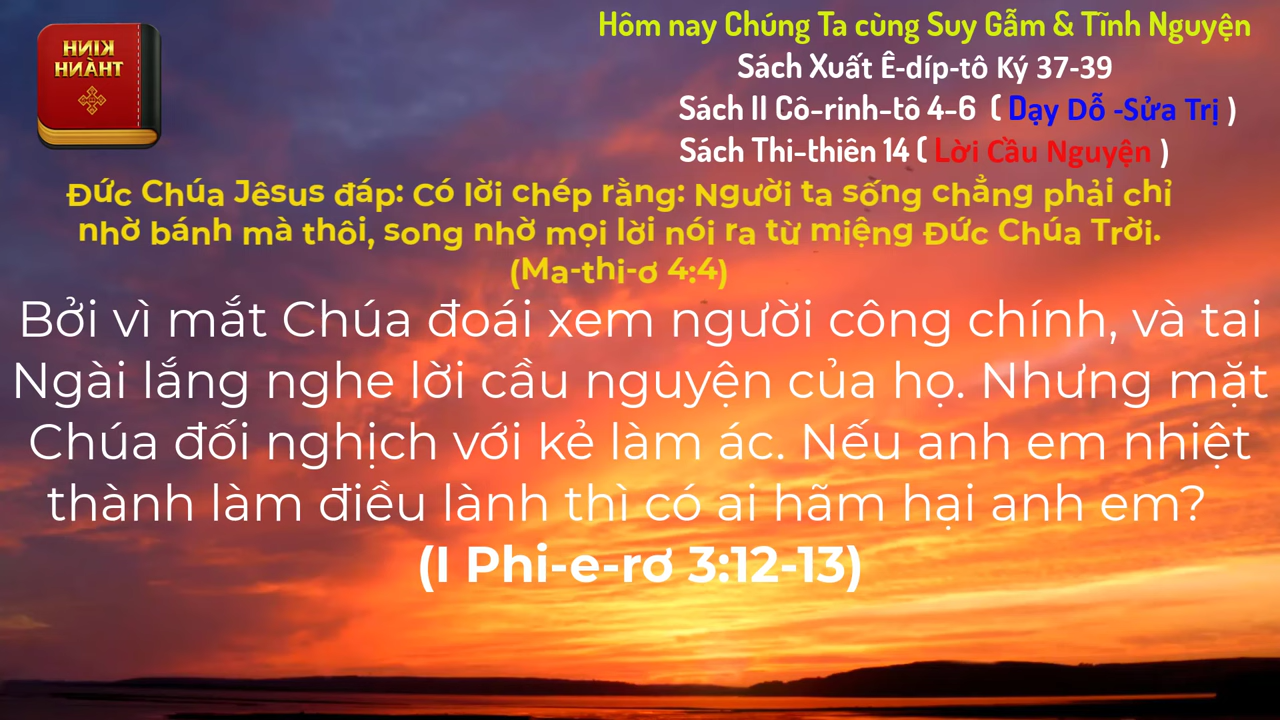 KINH
THÀNH
Hôm nay Chúng Ta cùng Suy Gẫm & Tĩnh Nguyện
Sách Xuất Ê-díp-tô Ký 37-39
Sách II Cô-rinh-tô 4-6 ( Dạy Dỗ -Sửa Trị )
Sách Thi-thiên 14 ( Lời Cầu Nguyện )
Đức Chúa Jêsus đáp: Có lời chép rằng: Người ta sống chẳng phải chỉ
nhờ bánh mà thôi, song nhờ mọi lời nói ra từ miệng Đức Chúa Trời.
(Ma-thi-ơ 4:4)
Bởi vì mắt Chúa đoái xem người công chính, và tai
Ngài lắng nghe lời cầu nguyện của họ. Nhưng mặt
Chúa đối nghịch với kẻ làm ác. Nếu anh em nhiệt
thành làm điều lành thì có ai hãm hại anh em?
(I Phi-e-rơ 3:12-13)